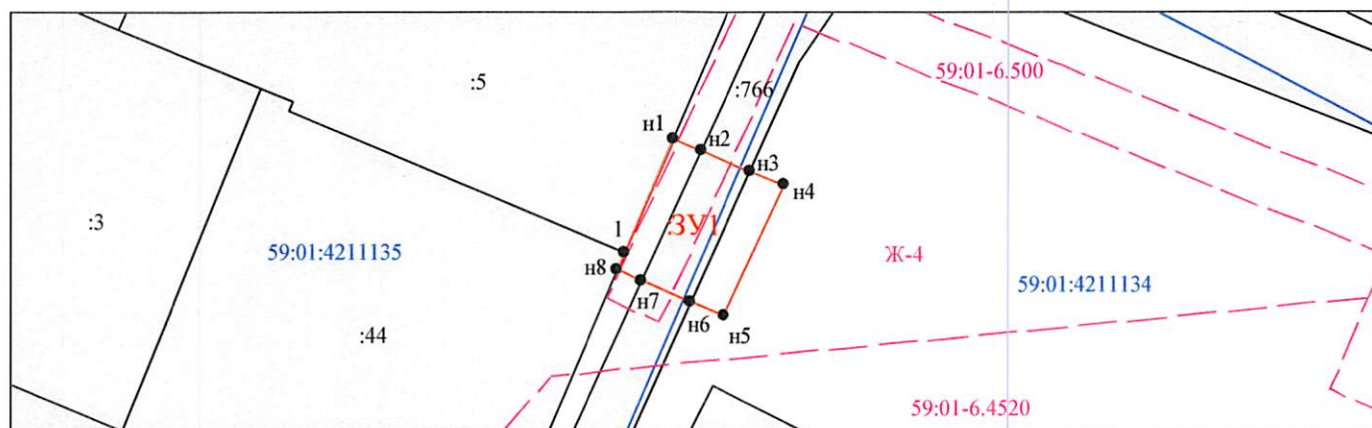 :5
59:01-6.500
:766
н1
н2
н3
н4
:3
1
:ЗУ1
59:01:4211135
н8
Ж-4
59:01:4211134
н7
н6
н5
:44
59:01-6.4520